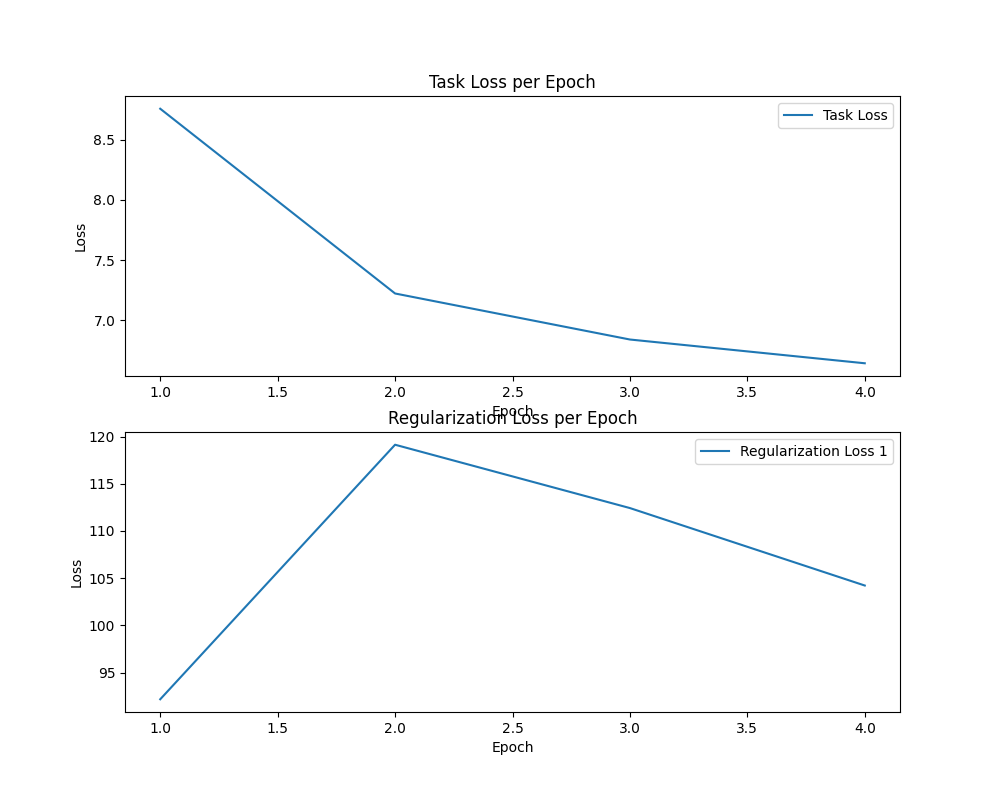 Task Loss per Epoch
Task Loss
Loss
8.5
8.0
7.5
7.0
1.0 1.5 2.0 2.5 3.0 3.5 4.0
Epoch
Regularization Loss per Epoch
Regularization Loss 1
Loss
120
115
110
105
100
95
1.0 1.5 2.0 2.5 3.0 3.5 4.0
Epoch